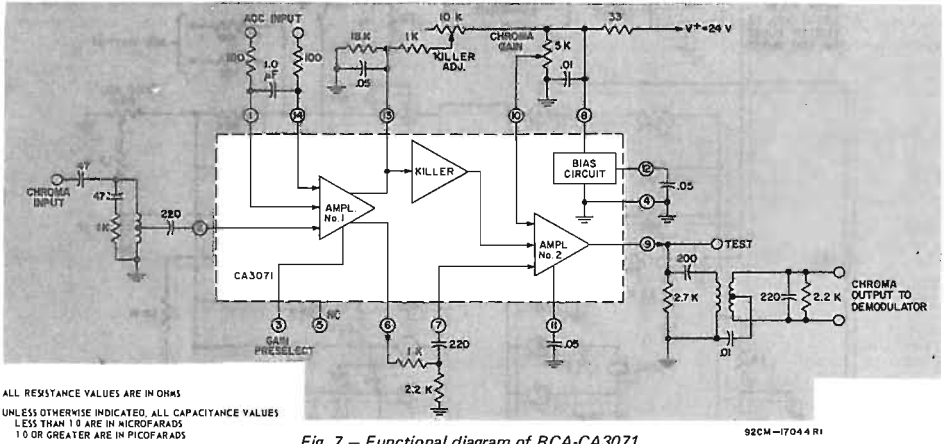 ACC INPUT
100
1.0
µF
100
18 K
1 K
10 K
KILLER
ADJ.
.05
CHROMA
GAIN
5 K
.01
33
V+=24 V
1
14
13
10
8
47
CHROMA
INPUT
47
1K
220
2
AMPL.
No. 1
KILLER
BIAS
CIRCUIT
12
.05
4
AMPL
No. 2
9
TEST
CA3071
200
2.7 K
220
2.2 K
.01
CHROMA
OUTPUT TO
DEMODULATOR
3
GAIN
PRESELECT
5
NC
6
7
11
1 K
220
2.2 K
.05
ALL RESISTANCE VALUES ARE IN OHMS
UNLESS OTHERWISE INDICATED, ALL CAPACITANCE VALUES
LESS THAN 1 0 ARE IN MICROFARADS
1 0 OR GREATER ARE IN PICOFARADS
Fig. 7 — Functional diagram of RCA-CA3071
92CM-17044 R1